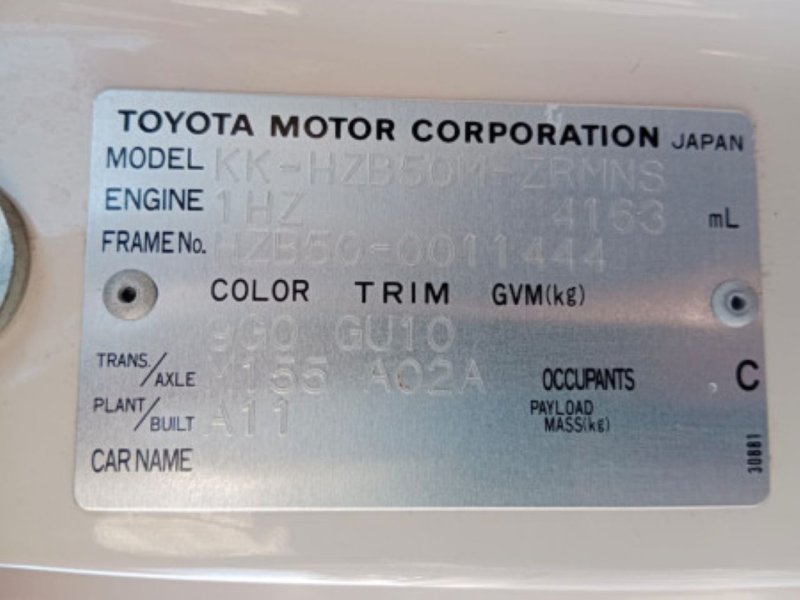 TOYOTA MOTOR CORPORATION JAPAN
MODEL KK-HZB50M-ZRMNS
ENGINE 1HZ 4163 mL
FRAME No. HZB50-0011444
COLOR TRIM GVM(kg)
GU10
TRANS./AXLE M155 A02A OCCUPANTS C
PLANT/BUILT A11 PAYLOAD MASS(kg)
CAR NAME
30881